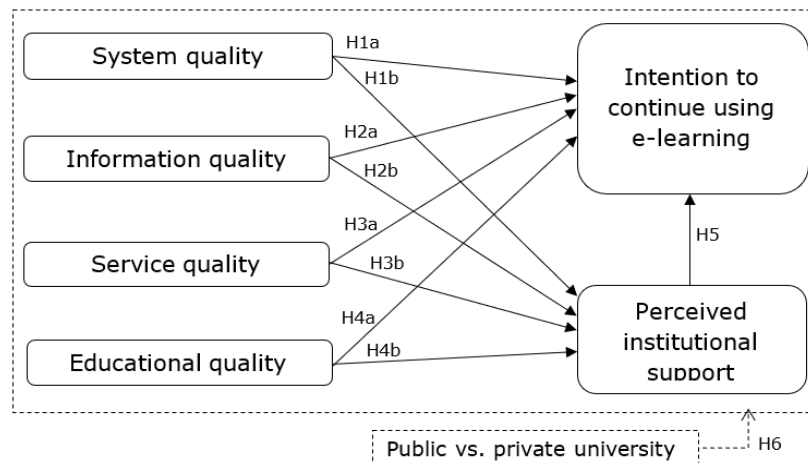 System quality
H1a
H1b
Intention to
continue using
e-learning
Information quality
H2a
H2b
Service quality
H3a
H3b
H5
Educational quality
H4a
H4b
Perceived
institutional
support
Public vs. private university
H6